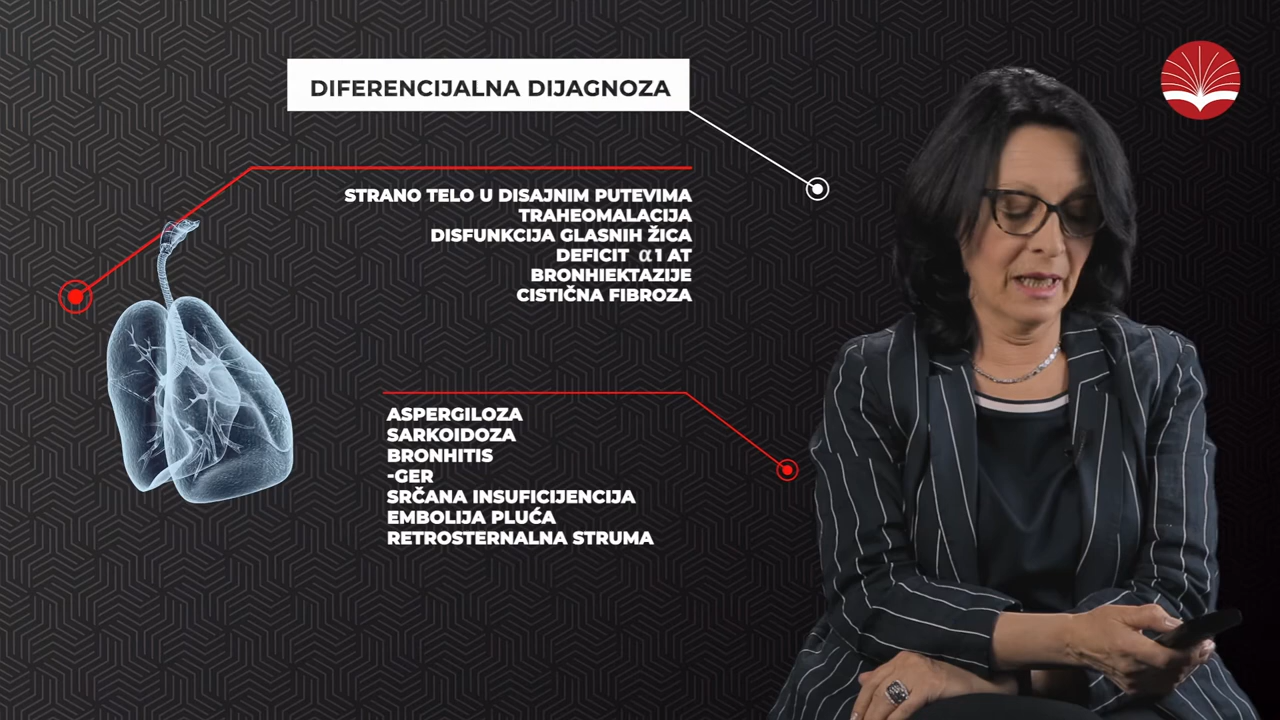 DIFERENCIJALNA DIJAGNOZA
STRANO TELO U DISAJNIM PUTEVIMA
TRAHEOMALACIJA
DISFUNKCIJA GLASNIH ŽICA
DEFICIT α1 AT
BRONHIEKTAZIJE
CISTIČNA FIBROZA
ASPERGILOZA
SARKOIDOZA
BRONHITIS
-GER
SRČANA INSUFICIJENCIJA
EMBOLIJA PLUĆA
RETROSTERNALNA STRUMA